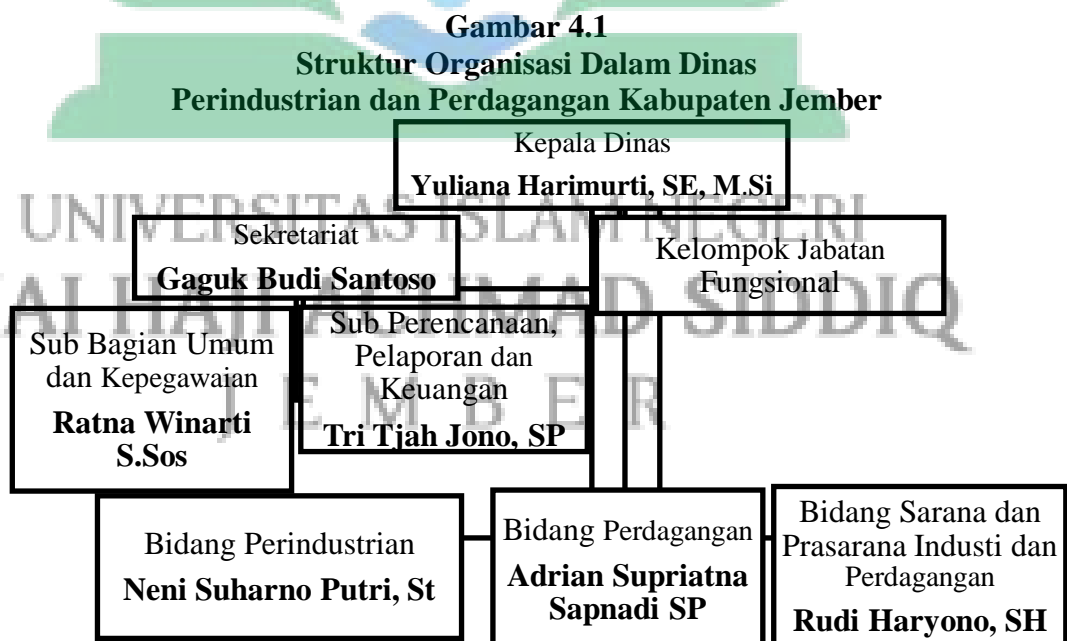 Gambar 4.1
Struktur Organisasi Dalam Dinas
Perindustrian dan Perdagangan Kabupaten Jember
Kepala Dinas
Yuliana Harimurti, SE, M.Si
UNIVERSITAS ISLAM NEGERI
Sekretariat
Gaguk Budi Santoso
Kelompok Jabatan
Fungsional
AI HAJI ACHMAD SIDDIQ
JEMBER
Sub Bagian Umum
dan Kepegawaian
Ratna Winarti
S.Sos
Sub Perencanaan,
Pelaporan dan
Keuangan
Tri Tjah Jono, SP
Bidang Perindustrian
Neni Suharno Putri, St
Bidang Perdagangan
Adrian Supriatna
Sapnadi SP
Bidang Sarana dan
Prasarana Industi dan
Perdagangan
Rudi Haryono, SH